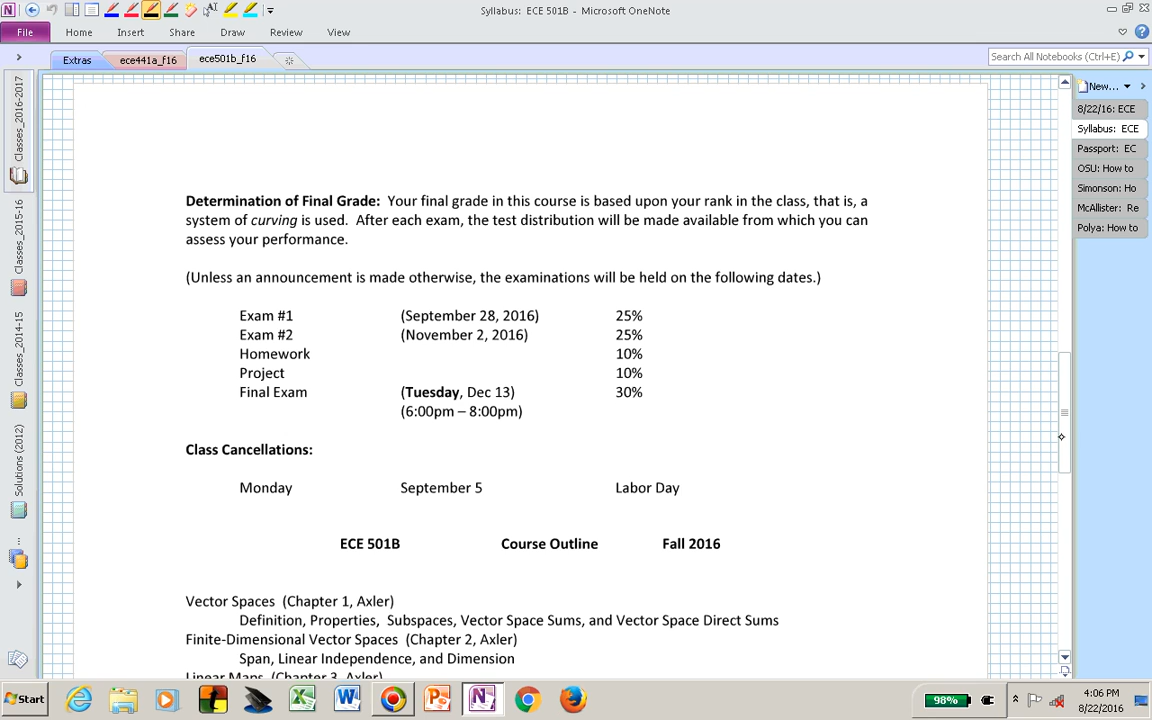 Syllabus: ECE 501B - Microsoft OneNote
File Home Insert Share Draw Review View
Extras ece441a_f16 ece501b_f16
Search All Notebooks (Ctrl+E)
Classes_2016-2017
Classes_2015-16
Classes_2014-15
Solutions (2012)
New...
8/22/16: ECE
Syllabus: ECE
Passport: EC
OSU: How to
Simonson: Ho
McAllister: Re
Polya: How to
Determination of Final Grade: Your final grade in this course is based upon your rank in the class, that is, a
system of curving is used. After each exam, the test distribution will be made available from which you can
assess your performance.
(Unless an announcement is made otherwise, the examinations will be held on the following dates.)
Exam #1 (September 28, 2016) 25%
Exam #2 (November 2, 2016) 25%
Homework 10%
Project 10%
Final Exam (Tuesday, Dec 13) 30%
(6:00pm – 8:00pm)
Class Cancellations:
Monday September 5 Labor Day
ECE 501B Course Outline Fall 2016
Vector Spaces (Chapter 1, Axler)
Definition, Properties, Subspaces, Vector Space Sums, and Vector Space Direct Sums
Finite-Dimensional Vector Spaces (Chapter 2, Axler)
Span, Linear Independence, and Dimension
Linear Maps (Chapter 3, Axler)
Start
98%
4:06 PM
8/22/2016